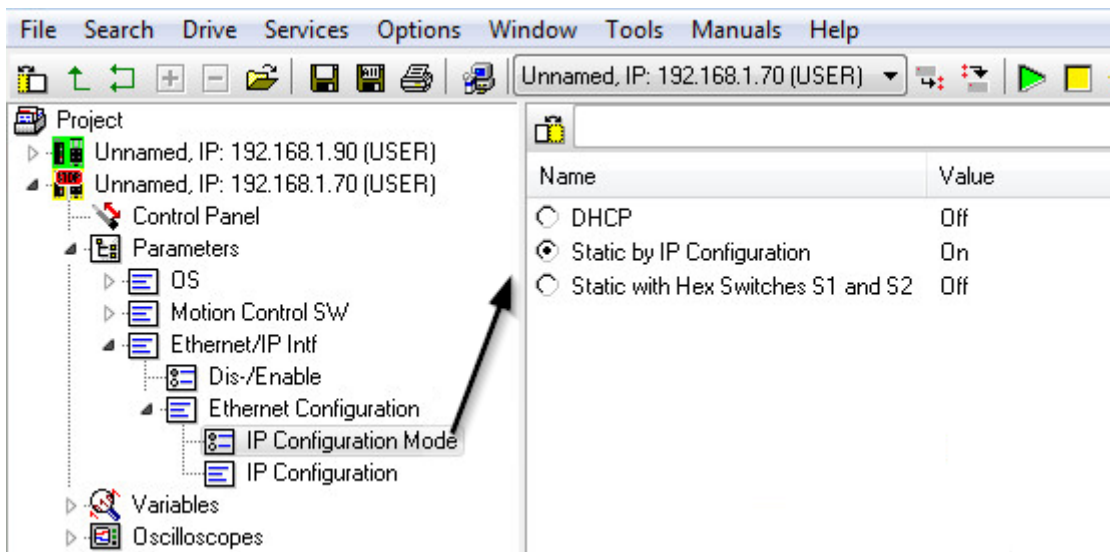 File Search Drive Services Options Window Tools Manuals Help
ALL Unnamed, IP: 192.168.1.70 (USER)
Project
Unnamed, IP: 192.168.1.90 (USER)
STOP Unnamed, IP: 192.168.1.70 (USER)
Control Panel
Parameters
OS
Motion Control SW
Ethernet/IP Intf
Dis-/Enable
Ethernet Configuration
IP Configuration Mode
IP Configuration
Variables
Oscilloscopes
Name Value
DHCP Off
Static by IP Configuration On
Static with Hex Switches S1 and S2 Off